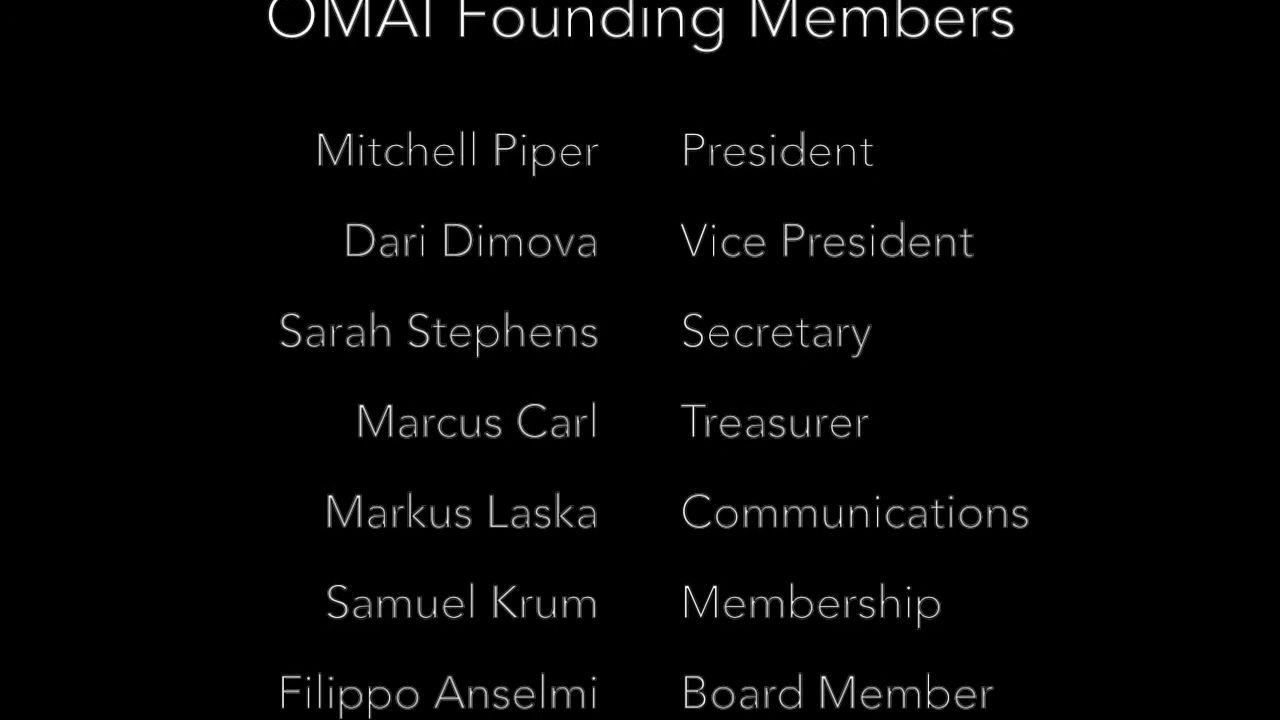 OMAI Founding Members
Mitchell Piper President
Dari Dimova Vice President
Sarah Stephens Secretary
Marcus Carl Treasurer
Markus Laska Communications
Samuel Krum Membership
Filippo Anselmi Board Member